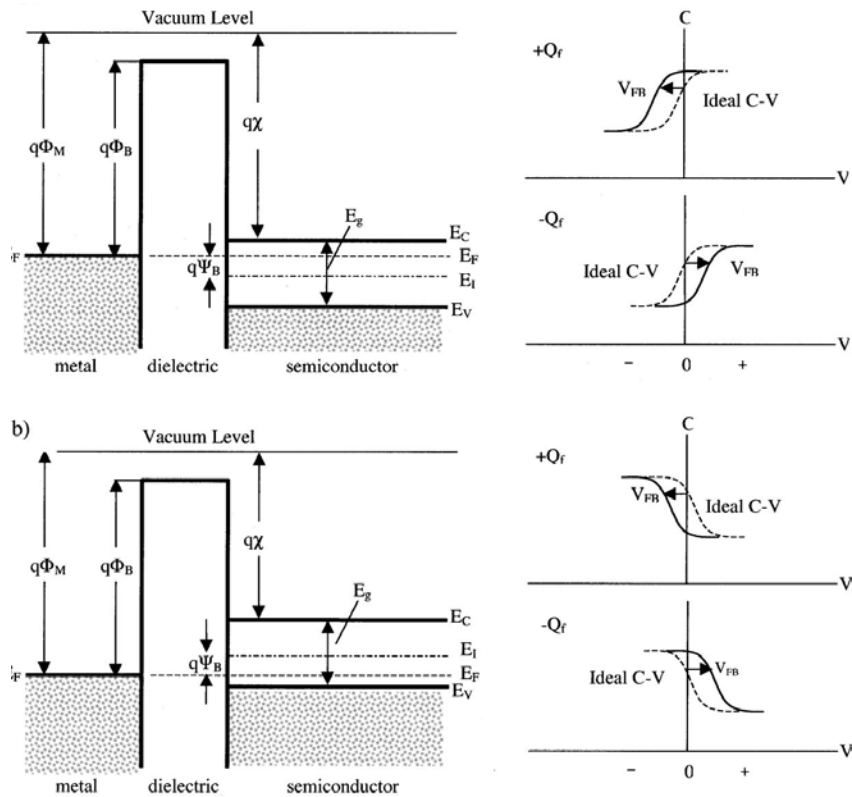 Vacuum Level
qΦM
qΦB
qχ
Eg
EC
EF
EI
EV
F
qΨB
metal
dielectric
semiconductor
C
+Qf
VFB
Ideal C-V
V
-Qf
Ideal C-V
VFB
V
− 0 +
b)
Vacuum Level
qΦM
qΦB
qχ
Eg
EC
EI
EF
EV
F
qΨB
metal
dielectric
semiconductor
C
+Qf
VFB
Ideal C-V
V
-Qf
Ideal C-V
VFB
V
− 0 +